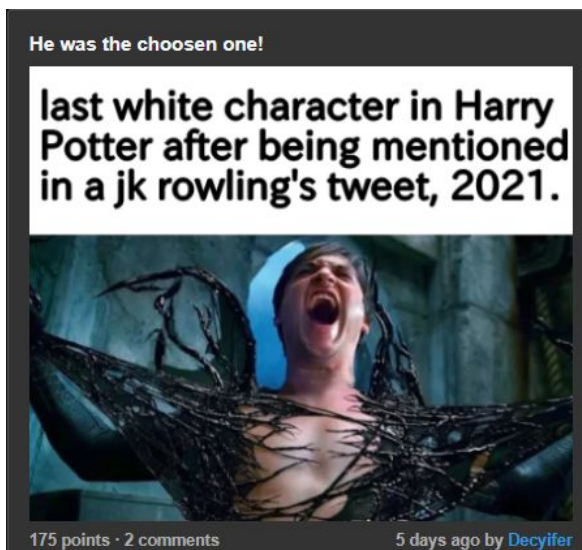 He was the choosen one!
last white character in Harry
Potter after being mentioned
in a jk rowling's tweet, 2021.
175 points · 2 comments
5 days ago by Decyifer